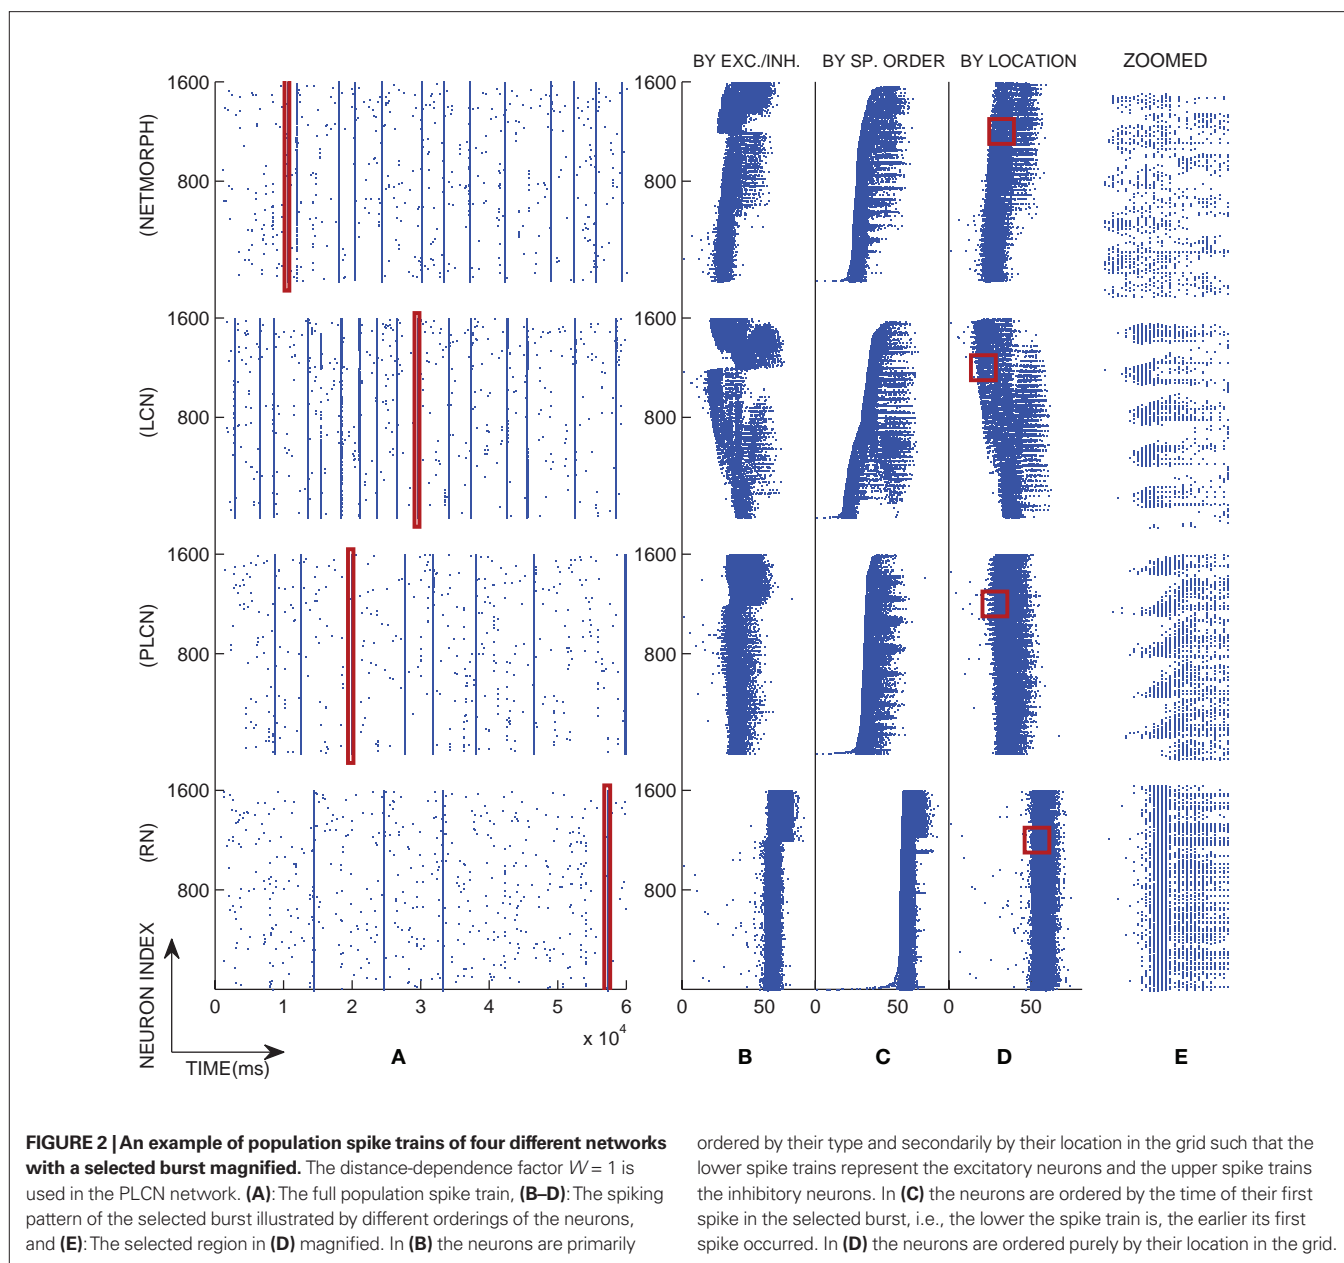 BY EXC./INH. BY SP. ORDER BY LOCATION ZOOMED
(NETMORPH)
1600
800
1600
(LCN)
1600
800
1600
800
(PLCN)
1600
800
1600
800
(RN)
1600
800
1600
800
800
NEURON INDEX
TIME(ms)
0 1 2 3 4 5 6
x 10^4
0 50 0 50 0 50
A B C D E
FIGURE 2 | An example of population spike trains of four different networks
with a selected burst magnified. The distance-dependence factor W = 1 is
used in the PLCN network. (A): The full population spike train, (B–D): The spiking
pattern of the selected burst illustrated by different orderings of the neurons,
and (E): The selected region in (D) magnified. In (B) the neurons are primarily
ordered by their type and secondarily by their location in the grid such that the
lower spike trains represent the excitatory neurons and the upper spike trains
the inhibitory neurons. In (C) the neurons are ordered by the time of their first
spike in the selected burst, i.e., the lower the spike train is, the earlier its first
spike occurred. In (D) the neurons are ordered purely by their location in the grid.